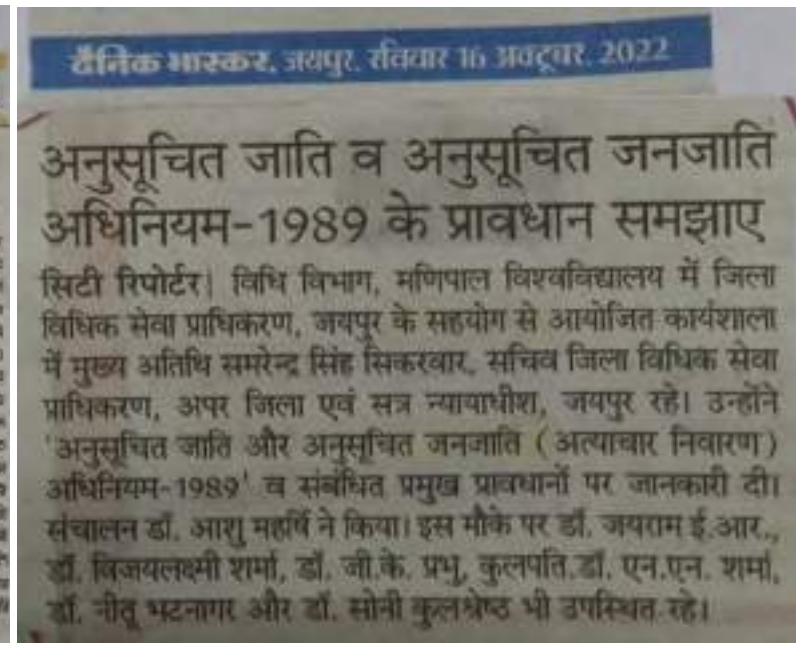 दैनिक भास्कर, जयपुर, रविवार 16 अक्टूबर, 2022
अनुसूचित जाति व अनुसूचित जनजाति
अधिनियम-1989 के प्रावधान समझाए
सिटी रिपोर्टर| विधि विभाग, मणिपाल विश्वविद्यालय में जिला
विधिक सेवा प्राधिकरण, जयपुर के सहयोग से आयोजित कार्यशाला
में मुख्य अतिथि समरेन्द्र सिंह सिकरवार, सचिव जिला विधिक सेवा
प्राधिकरण, अपर जिला एवं सत्र न्यायाधीश, जयपुर रहे। उन्होंने
'अनुसूचित जाति और अनुसूचित जनजाति (अत्याचार निवारण)
अधिनियम-1989' व संबंधित प्रमुख प्रावधानों पर जानकारी दी।
संचालन डॉ. आशु महर्षि ने किया। इस मौके पर डॉ. जयराम ई.आर.,
डॉ. विजयलक्ष्मी शर्मा, डॉ. जी.के. प्रभु, कुलपति.डॉ. एन.एन. शर्मा,
डॉ. नीतू भटनागर और डॉ. सोनी कुलश्रेष्ठ भी उपस्थित रहे।